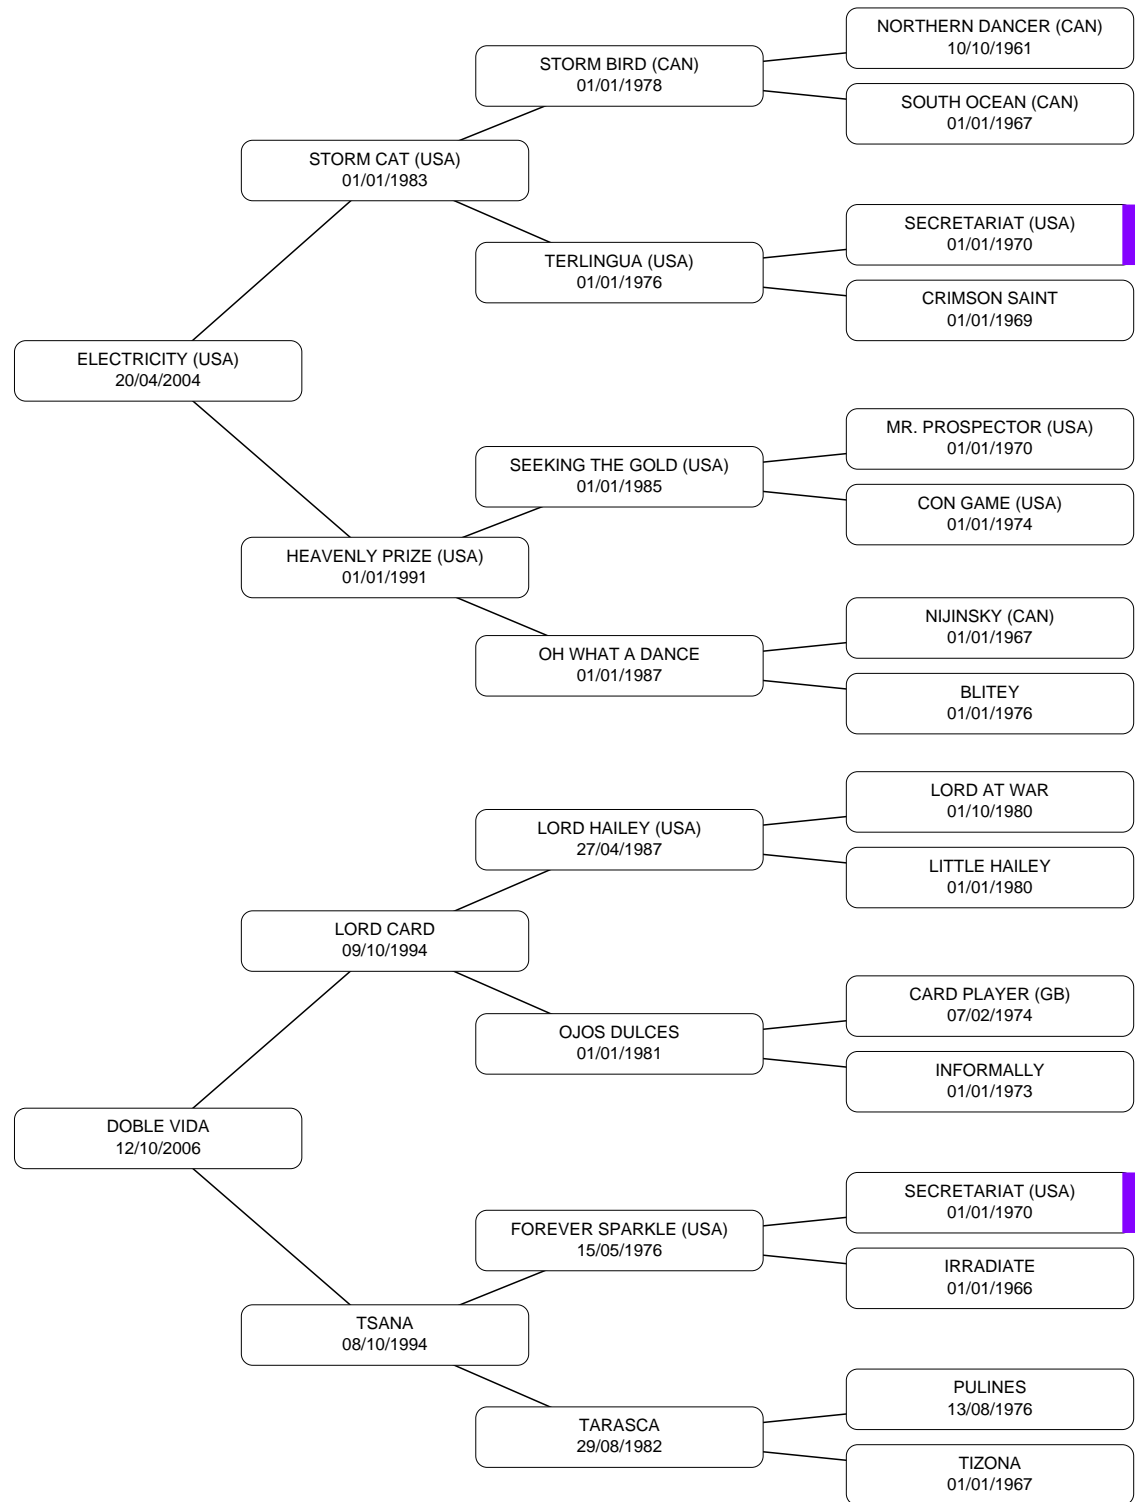 NORTHERN DANCER (CAN)
10/10/1961
STORM BIRD (CAN)
01/01/1978
SOUTH OCEAN (CAN)
01/01/1967
STORM CAT (USA)
01/01/1983
SECRETARIAT (USA)
01/01/1970
TERLINGUA (USA)
01/01/1976
CRIMSON SAINT
01/01/1969
ELECTRICITY (USA)
20/04/2004
MR. PROSPECTOR (USA)
01/01/1970
SEEKING THE GOLD (USA)
01/01/1985
CON GAME (USA)
01/01/1974
HEAVENLY PRIZE (USA)
01/01/1991
NIJINSKY (CAN)
01/01/1967
OH WHAT A DANCE
01/01/1987
BLITEY
01/01/1976
LORD AT WAR
01/10/1980
LORD HAILEY (USA)
27/04/1987
LITTLE HAILEY
01/01/1980
LORD CARD
09/10/1994
CARD PLAYER (GB)
07/02/1974
OJOS DULCES
01/01/1981
INFORMALLY
01/01/1973
DOBLE VIDA
12/10/2006
SECRETARIAT (USA)
01/01/1970
FOREVER SPARKLE (USA)
15/05/1976
IRRADIATE
01/01/1966
TSANA
08/10/1994
PULINES
13/08/1976
TARASCA
29/08/1982
TIZONA
01/01/1967